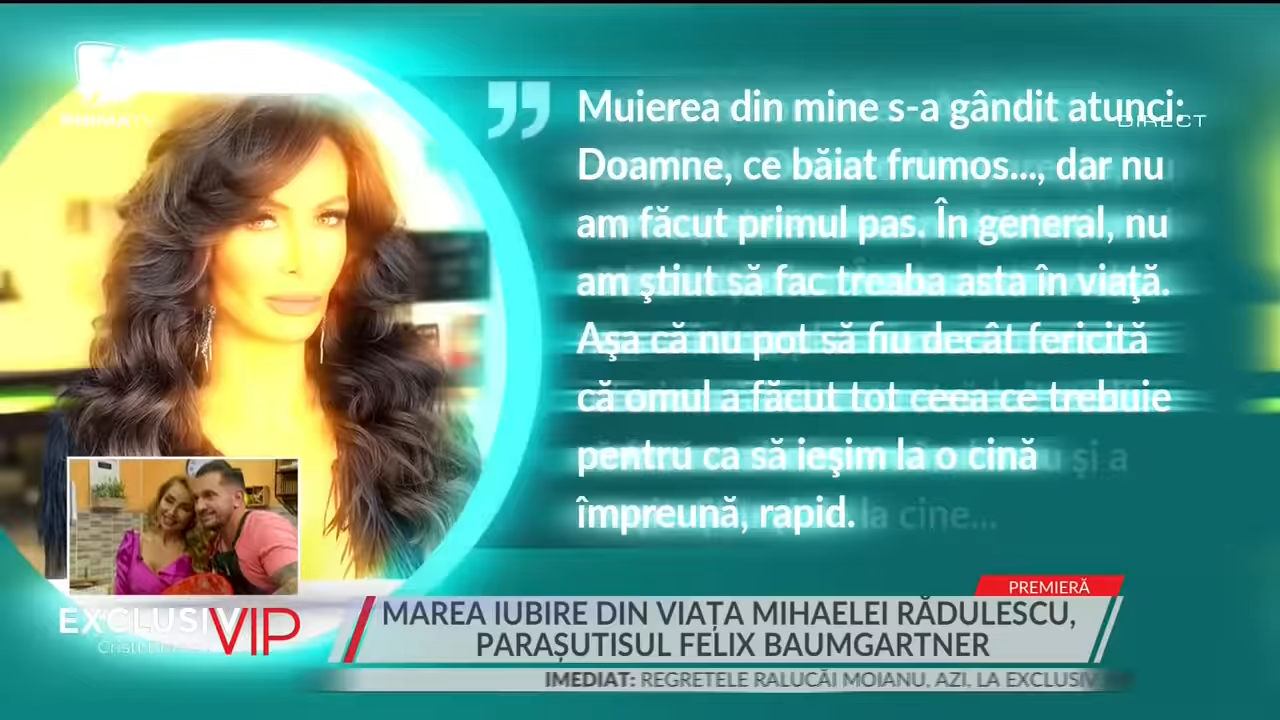 PRIMA TV
DIRECT
Muierea din mine s-a gândit atunci:
Doamne, ce băiat frumos..., dar nu
am făcut primul pas. În general, nu
am ştiut să fac treaba asta în viaţă.
Aşa că nu pot să fiu decât fericită
că omul a făcut tot ceea ce trebuie
pentru ca să ieşim la o cină
împreună, rapid.
la cine...
PREMIERĂ
EXCLUSIV VIP
MAREA IUBIRE DIN VIAȚA MIHAELEI RĂDULESCU,
PARAȘUTISUL FELIX BAUMGARTNER
IMEDIAT: REGRETELE RALUCĂI MOIANU, AZI, LA EXCLUSIV